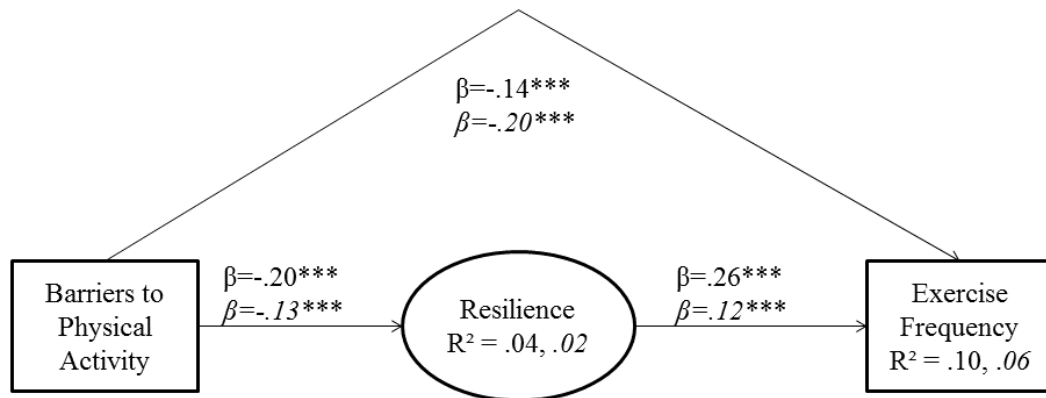 β=-.14***
β=-.20***
β=-.20***
β=-.13***
β=.26***
β=.12***
Barriers to
Physical
Activity
Resilience
R² = .04, .02
Exercise
Frequency
R² = .10, .06